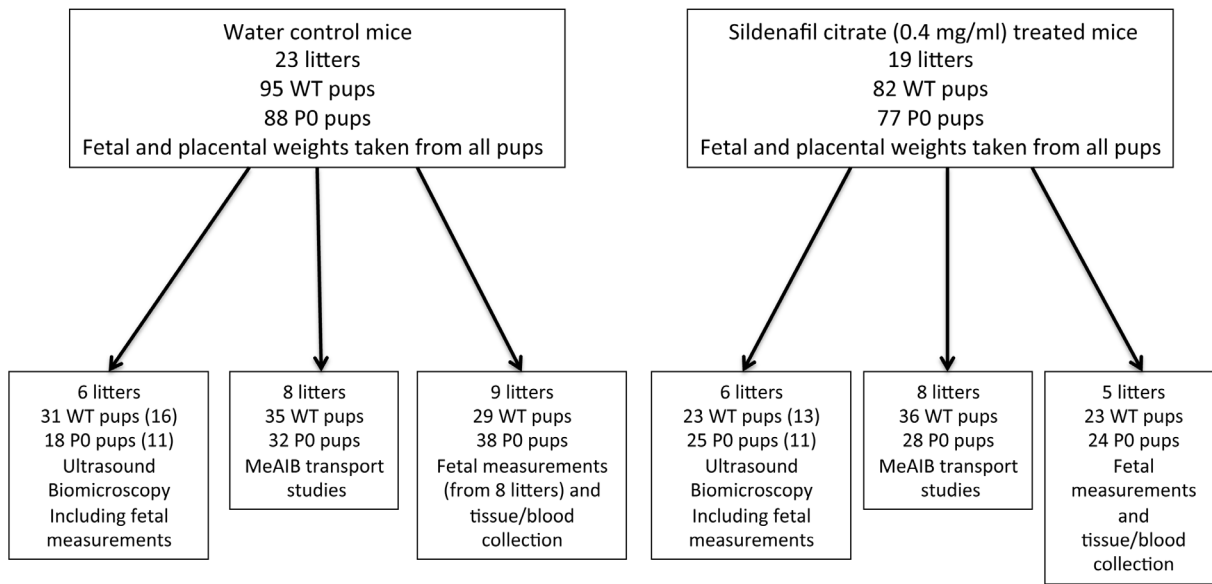 Water control mice
23 litters
95 WT pups
88 P0 pups
Fetal and placental weights taken from all pups
Sildenafil citrate (0.4 mg/ml) treated mice
19 litters
82 WT pups
77 P0 pups
Fetal and placental weights taken from all pups
6 litters
31 WT pups (16)
18 P0 pups (11)
Ultrasound
Biomicroscopy
Including fetal
measurements
8 litters
35 WT pups
32 P0 pups
MeAIB transport
studies
9 litters
29 WT pups
38 P0 pups
Fetal measurements
(from 8 litters) and
tissue/blood
collection
6 litters
23 WT pups (13)
25 P0 pups (11)
Ultrasound
Biomicroscopy
Including fetal
measurements
8 litters
36 WT pups
28 P0 pups
MeAIB transport
studies
5 litters
23 WT pups
24 P0 pups
Fetal
measurements
and
tissue/blood
collection